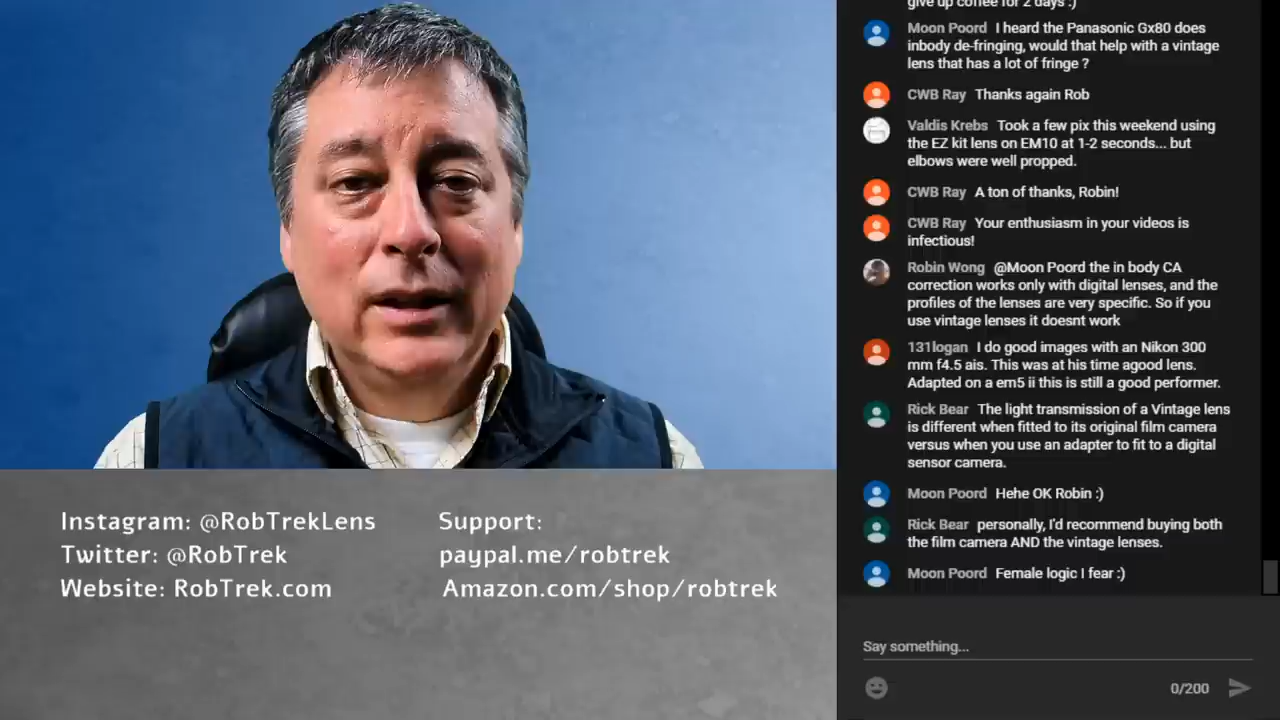 Instagram: @RobTrekLens
Twitter: @RobTrek
Website: RobTrek.com
Support:
paypal.me/robtrek
Amazon.com/shop/robtrek
give up coffee for 2 days :)
Moon Poord I heard the Panasonic Gx80 does
inbody de-fringing, would that help with a vintage
lens that has a lot of fringe ?
CWB Ray Thanks again Rob
Valdis Krebs Took a few pix this weekend using
the EZ kit lens on EM10 at 1-2 seconds... but
elbows were well propped.
CWB Ray A ton of thanks, Robin!
CWB Ray Your enthusiasm in your videos is
infectious!
Robin Wong @Moon Poord the in body CA
correction works only with digital lenses, and the
profiles of the lenses are very specific. So if you
use vintage lenses it doesnt work
131logan I do good images with an Nikon 300
mm f4.5 ais. This was at his time agood lens.
Adapted on a em5 ii this is still a good performer.
Rick Bear The light transmission of a Vintage lens
is different when fitted to its original film camera
versus when you use an adapter to fit to a digital
sensor camera.
Moon Poord Hehe OK Robin :)
Rick Bear personally, I'd recommend buying both
the film camera AND the vintage lenses.
Moon Poord Female logic I fear :)
Say something...
0/200